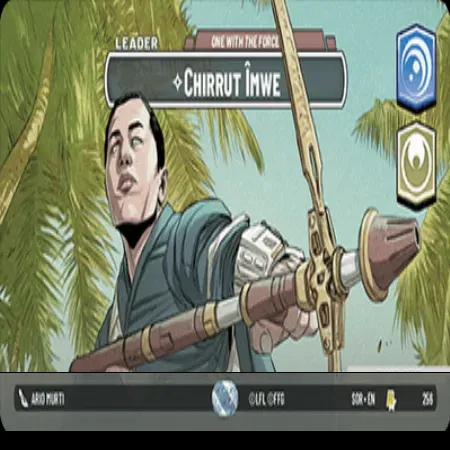 LEADER
ONE WITH THE FORCE
CHIRRUT ÎMWE
ARIO MURTI
©LFL ©FFG
SOR • EN
256